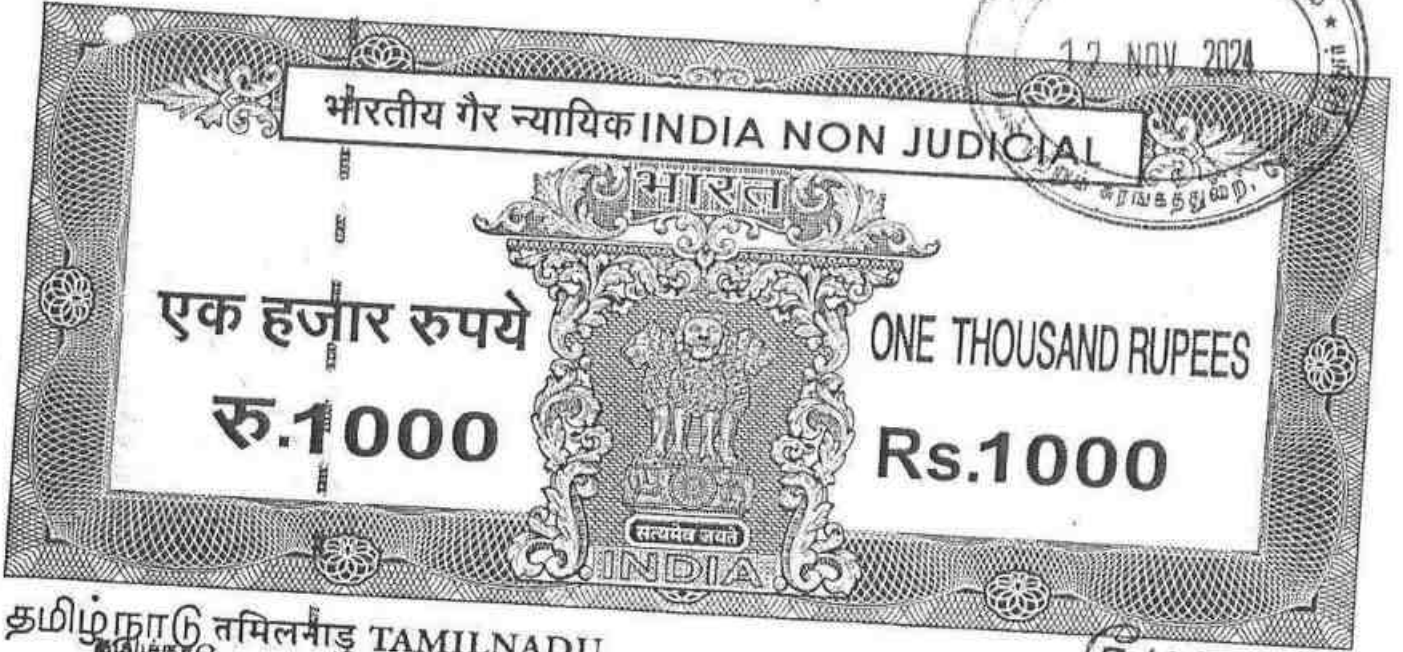 12 NOV 2024
भारतीय गैर न्यायिक INDIA NON JUDICIAL
भारत
एक हजार रुपये
ONE THOUSAND RUPEES
रु.1000
Rs.1000
सत्यमेव जयते
INDIA
தமிழ்நாடு तमिलनाडु TAMILNADU